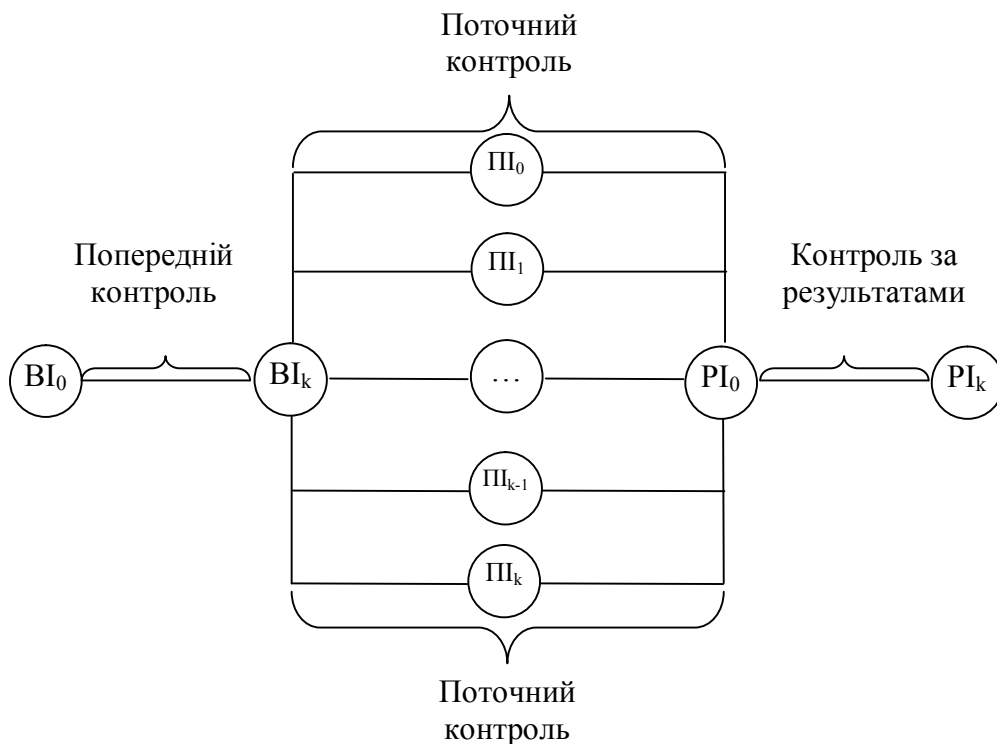 Поточний
контроль
ПІ₀
Попередній
контроль
ПІ₁
Контроль за
результатами
ВІ₀
ВІₖ
…
РІ₀
РІₖ
ПІₖ₋₁
ПІₖ
Поточний
контроль